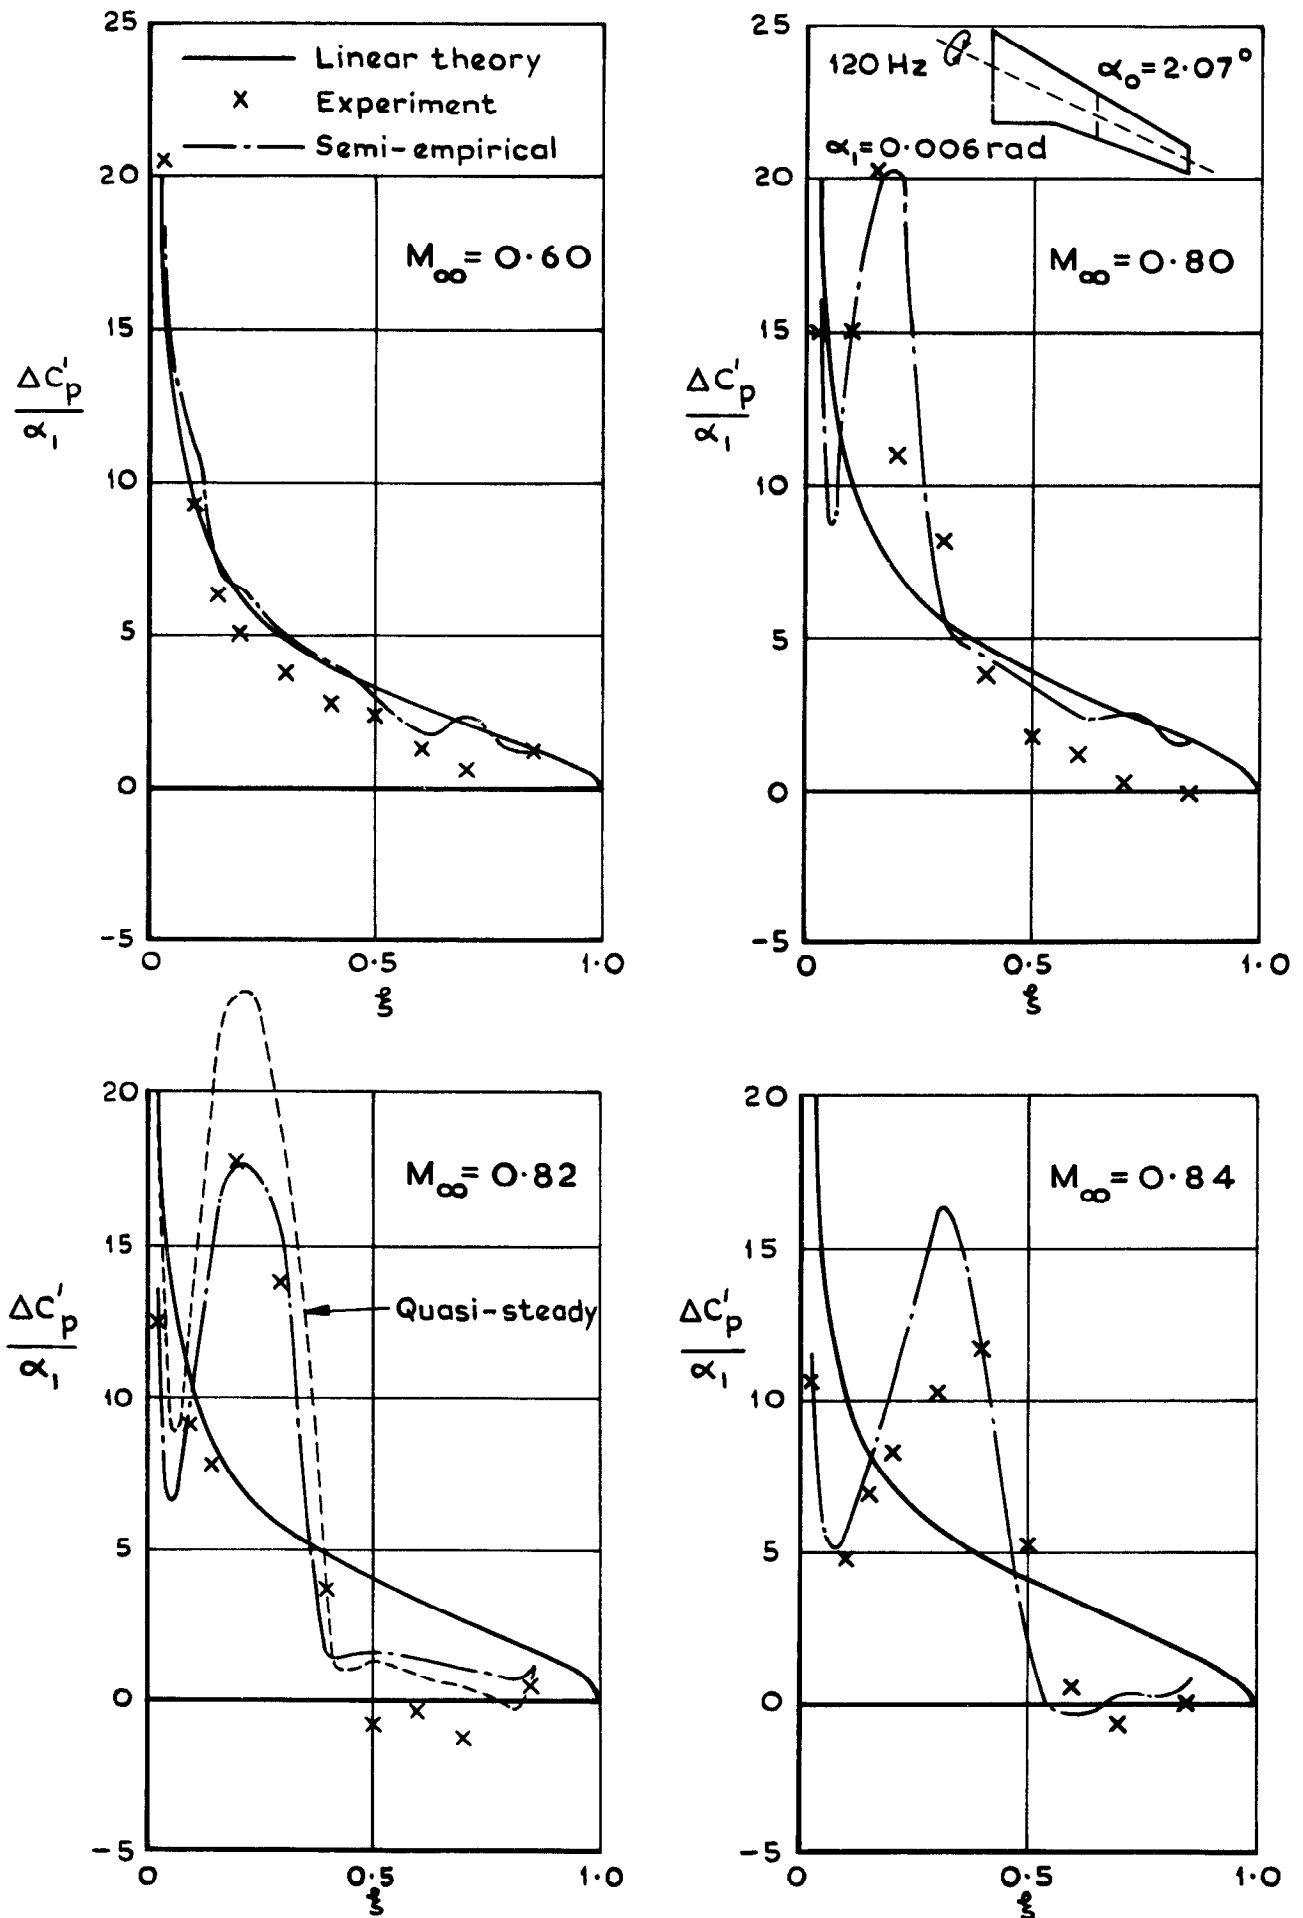 25
Linear theory
× Experiment
Semi-empirical
20
M∞ = 0·60
15
ΔC'p
α₁
10
5
0
-5
0 0·5 1·0
ξ
25
120 Hz
α₀ = 2·07°
α₁ = 0·006 rad
20
M∞ = 0·80
15
ΔC'p
α₁
10
5
0
-5
0 0·5 1·0
ξ
20
M∞ = 0·82
15
ΔC'p
α₁
Quasi-steady
10
5
0
-5
0 0·5 1·0
ξ
20
M∞ = 0·84
15
ΔC'p
α₁
10
5
0
-5
0 0·5 1·0
ξ